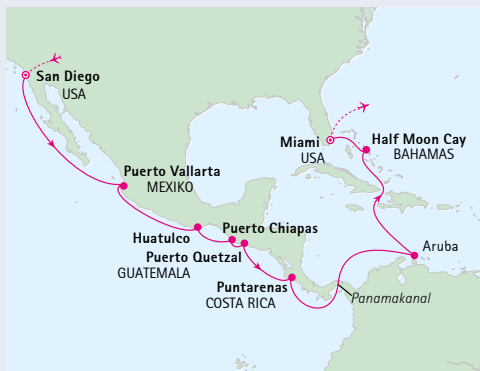 San Diego
USA
Puerto Vallarta
MEXIKO
Huatulco
Puerto Chiapas
Puerto Quetzal
GUATEMALA
Puntarenas
COSTA RICA
Panamakanal
Aruba
Half Moon Cay
BAHAMAS
Miami
USA